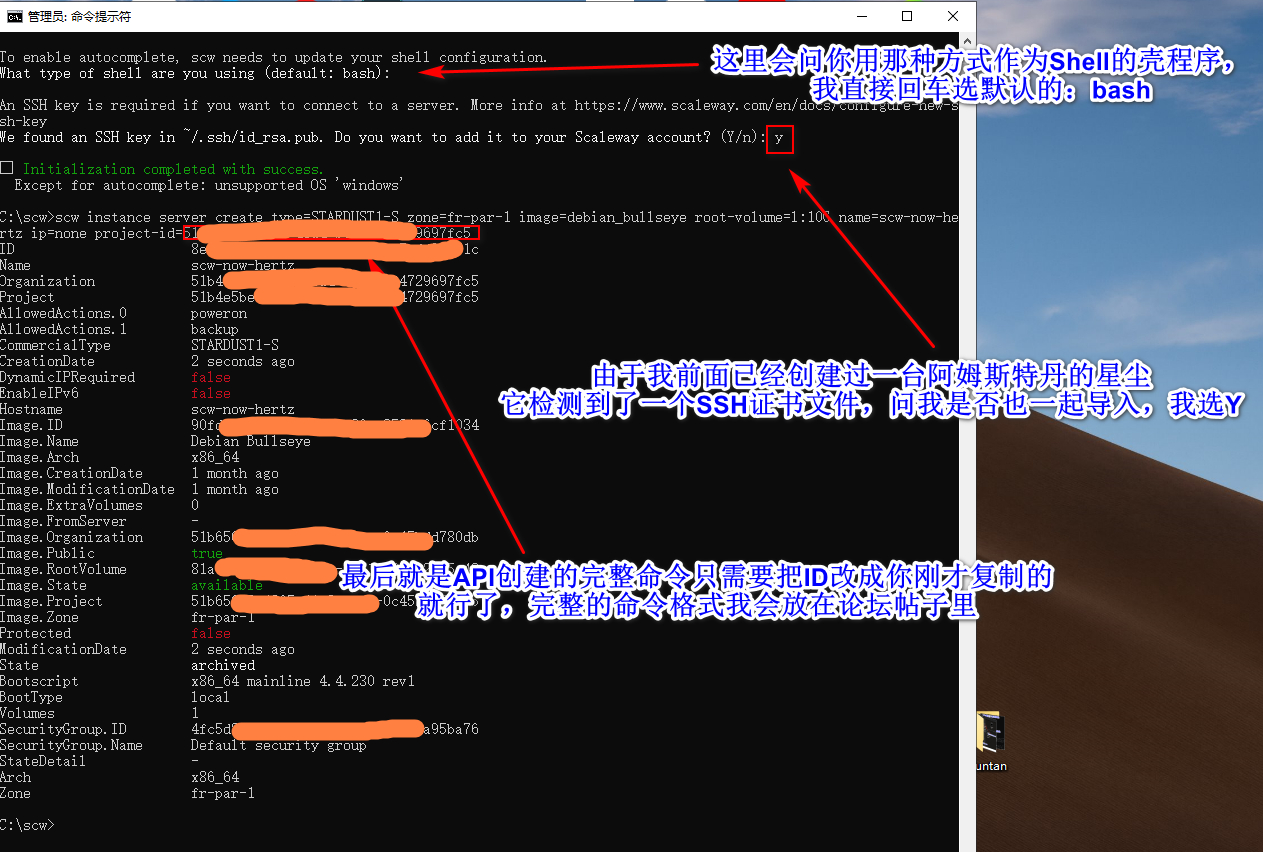 管理员: 命令提示符
To enable autocomplete, scw needs to update your shell configuration.
What type of shell are you using (default: bash):
这里会问你用那种方式作为Shell的壳程序，
我直接回车选默认的：bash
An SSH key is required if you want to connect to a server. More info at https://www.scaleway.com/en/docs/configure-new-s
sh-key
We found an SSH key in ~/.ssh/id_rsa.pub. Do you want to add it to your Scaleway account? (Y/n): y
Initialization completed with success.
Except for autocomplete: unsupported OS 'windows'
C:\scw>scw instance server create type=STARDUST1-S zone=fr-par-1 image=debian_bullseye root-volume=l:10G name=scw-now-he
rtz ip=none project-id=51 9697fc5
ID 8e 1c
Name scw-now-hertz
Organization 51b4 4729697fc5
Project 51b4e5be 4729697fc5
AllowedActions.0 poweron
AllowedActions.1 backup
CommercialType STARDUST1-S
CreationDate 2 seconds ago
DynamicIPRequired false
EnableIPv6 false
由于我前面已经创建过一台阿姆斯特丹的星尘
它检测到了一个SSH证书文件，问我是否也一起导入，我选Y
Hostname scw-now-hertz
Image.ID 90fd cf1034
Image.Name Debian Bullseye
Image.Arch x86_64
Image.CreationDate 1 month ago
Image.ModificationDate 1 month ago
Image.ExtraVolumes 0
Image.FromServer -
Image.Organization 51b65 d780db
Image.Public true
Image.RootVolume 81a
Image.State available
Image.Project 51b65 0c45
最后就是API创建的完整命令只需要把ID改成你刚才复制的
就行了，完整的命令格式我会放在论坛帖子里
Image.Zone fr-par-1
Protected false
ModificationDate 2 seconds ago
State archived
Bootscript x86_64 mainline 4.4.230 rev1
BootType local
Volumes 1
SecurityGroup.ID 4fc5d a95ba76
SecurityGroup.Name Default security group
StateDetail -
Arch x86_64
Zone fr-par-1
C:\scw>
untan